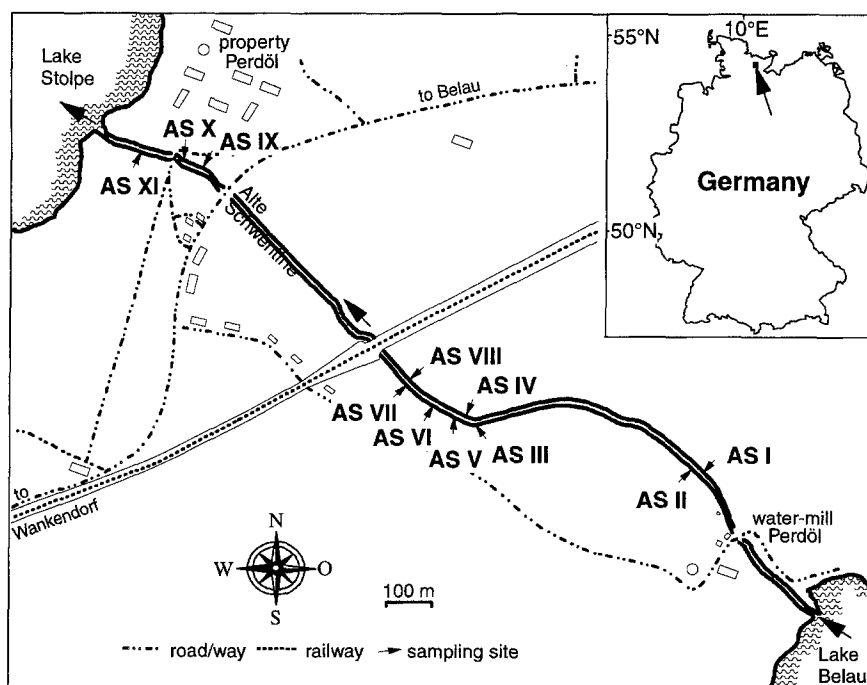 Lake
Stolpe
property
Perdöl
to Belau
AS X
AS IX
AS XI
Alte
Schwentine
55°N
10°E
Germany
50°N
AS VIII
AS IV
AS VII
AS VI
AS V
AS III
AS I
AS II
to
Wankendorf
water-mill
Perdöl
N
W
O
S
100 m
Lake
Belau
road/way
railway
sampling site